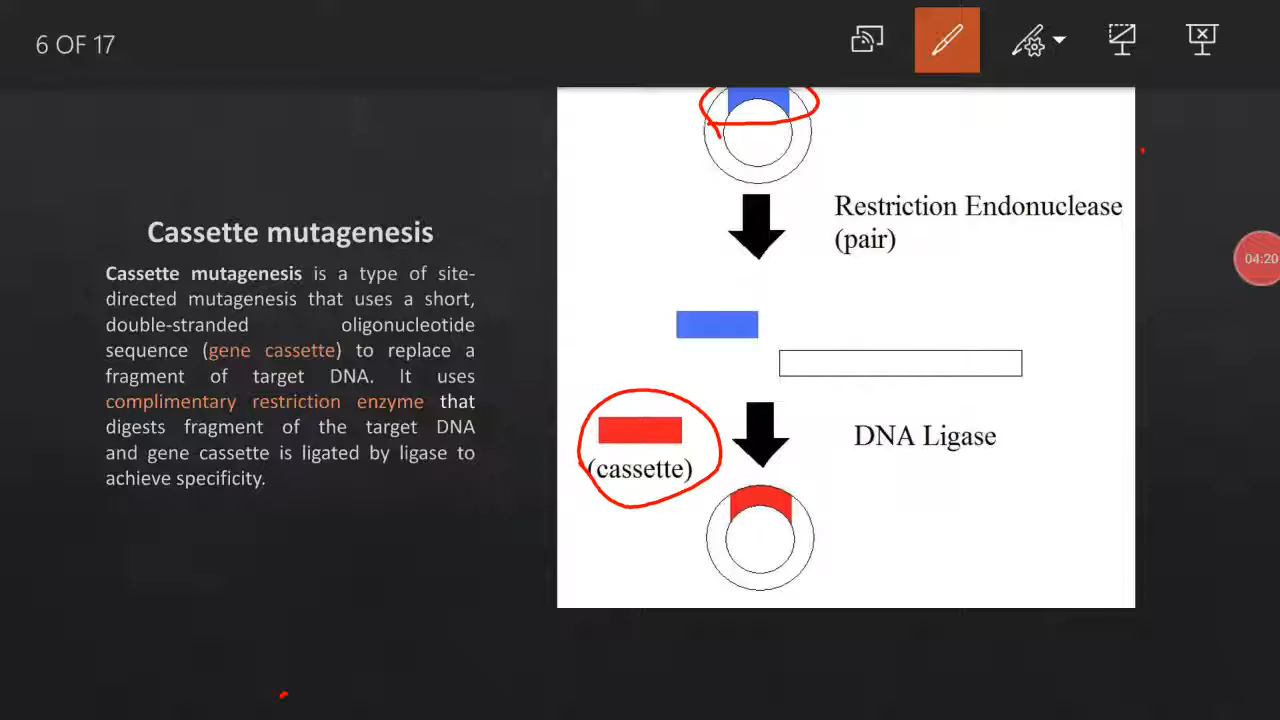 6 OF 17
Cassette mutagenesis
Cassette mutagenesis is a type of site-
directed mutagenesis that uses a short,
double-stranded oligonucleotide
sequence (gene cassette) to replace a
fragment of target DNA. It uses
complimentary restriction enzyme that
digests fragment of the target DNA
and gene cassette is ligated by ligase to
achieve specificity.
Restriction Endonuclease
(pair)
DNA Ligase
(cassette)
04:20